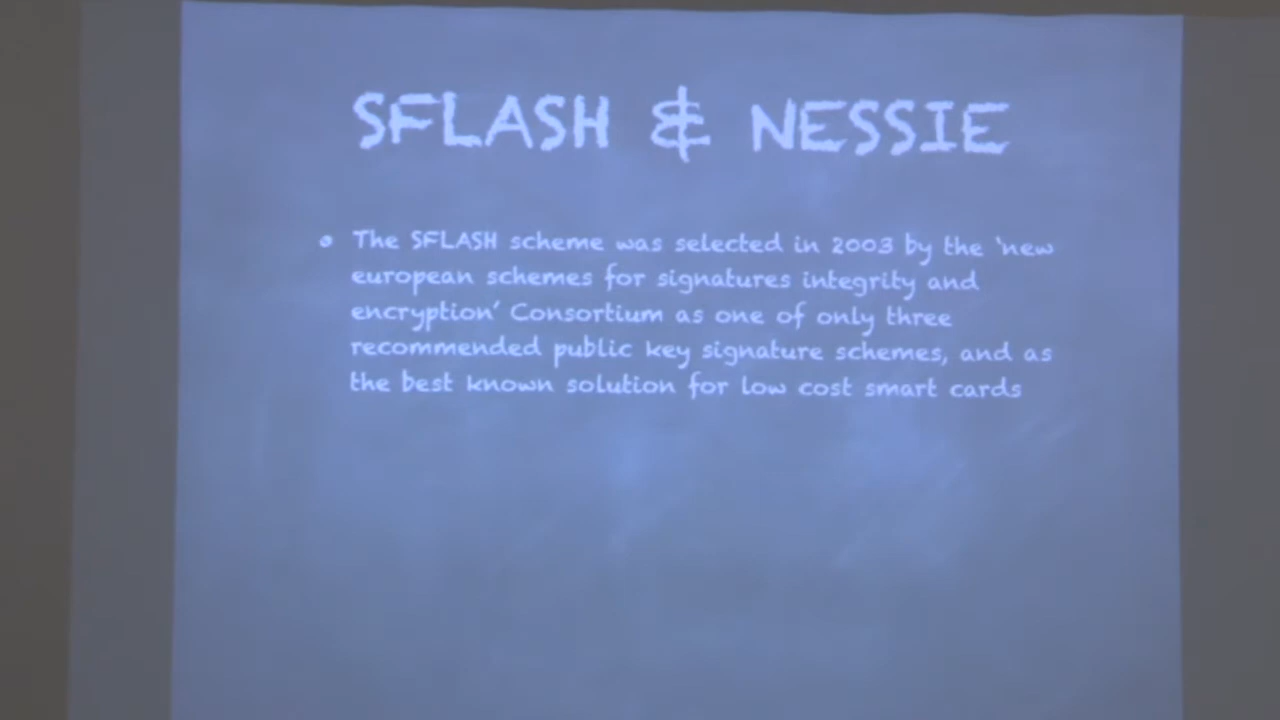 SFLASH & NESSIE
• The SFLASH scheme was selected in 2003 by the 'new
european schemes for signatures integrity and
encryption' Consortium as one of only three
recommended public key signature schemes, and as
the best known solution for low cost smart cards